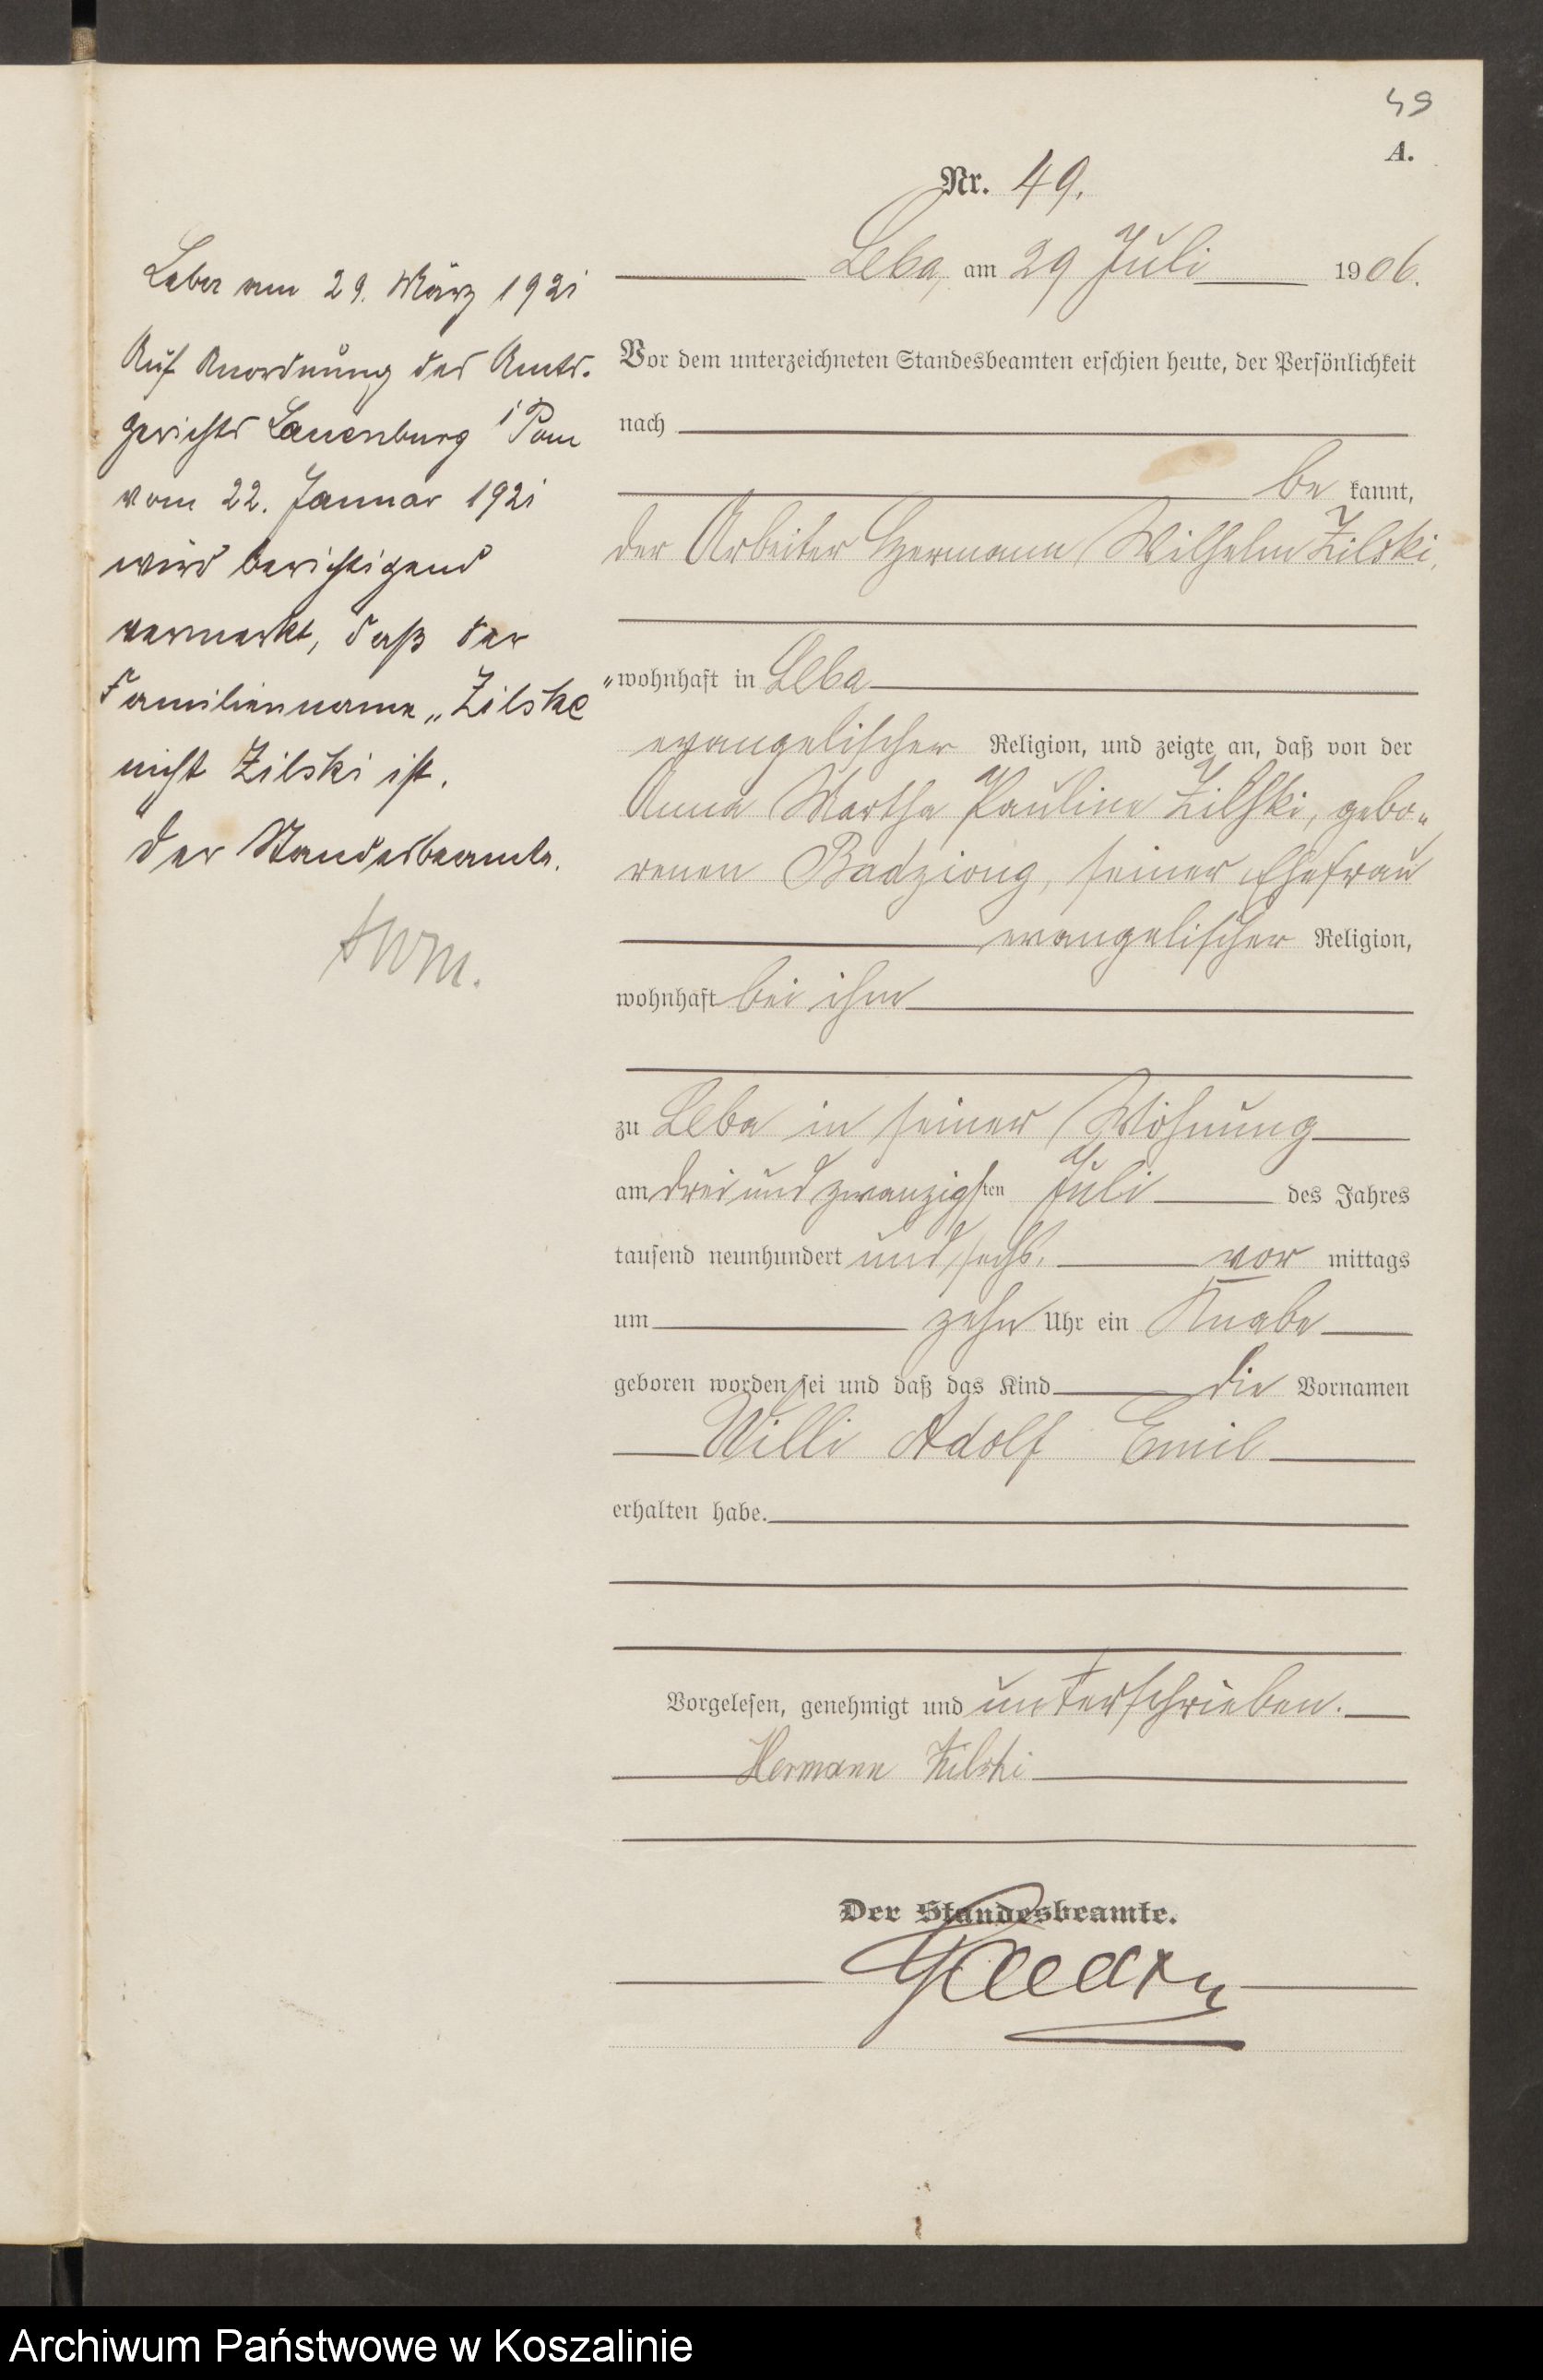 49
A.
Nr. 49.
Leba, am 29 Juli 1906.
Vor dem unterzeichneten Standesbeamten erschien heute, der Persönlichkeit
nach
be kannt,
der Arbeiter Hermann Wilhelm Zilski,
wohnhaft in Leba
evangelischer Religion, und zeigte an, daß von der
Anna Martha Pauline Zilski, gebo-
renen Badziong, seiner Ehefrau
evangelischer Religion,
wohnhaft bei ihm
zu Leba in seiner Wohnung
am drei und zwanzigsten Juli des Jahres
tausend neunhundert und sechs, vor mittags
um zehn Uhr ein Knabe
geboren worden sei und daß das Kind die Vornamen
Willi Adolf Emil
erhalten habe.
Vorgelesen, genehmigt und unterschrieben.
Hermann Zilski
Der Standesbeamte.
Leba am 29. März 1921
Auf Anordnung des Amts-
gerichts Lauenburg i Pom
vom 22. Januar 1921
wird berichtigend
vermerkt, daß der
Familienname „Zilske"
nicht Zilski ist.
Der Standesbeamte.
Archiwum Państwowe w Koszalinie